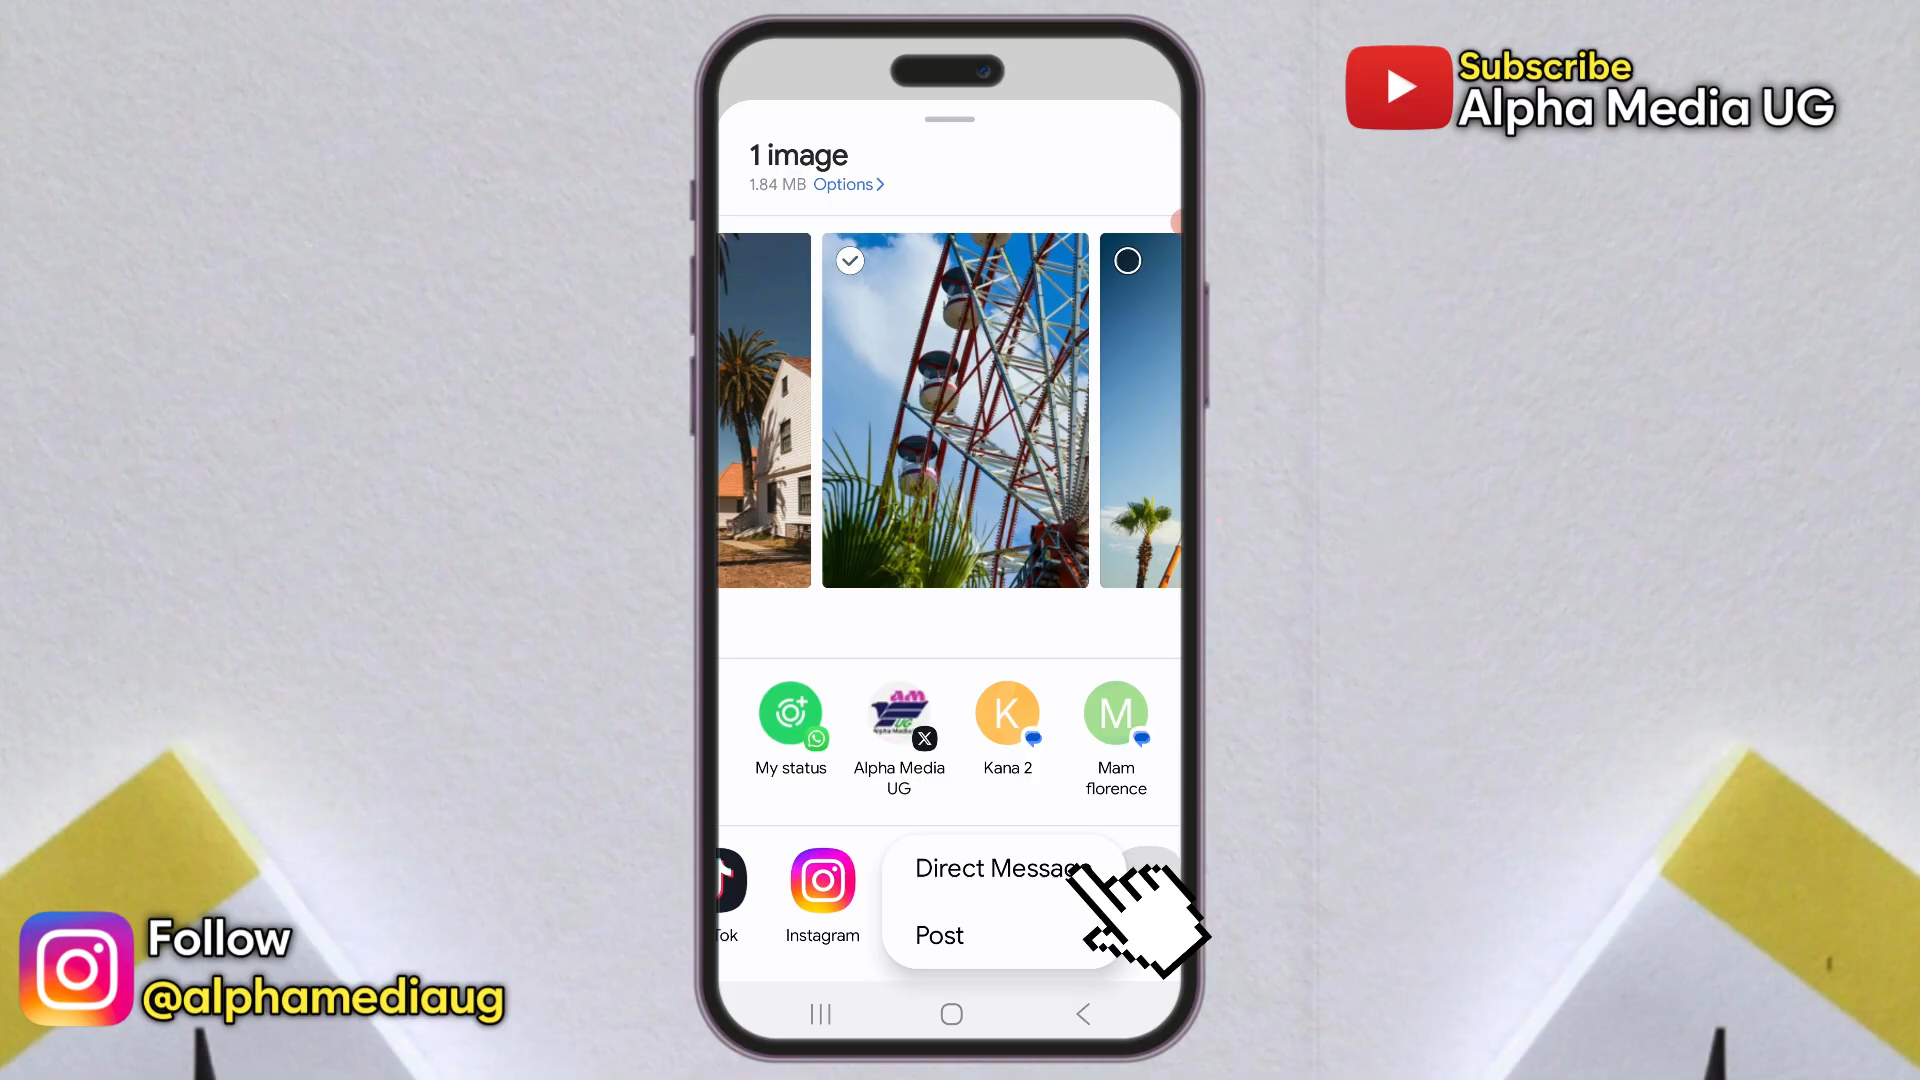 Subscribe
Alpha Media UG
1 image
1.84 MB Options >
My status
Alpha Media
UG
Kana 2
Mam
florence
K
M
Direct Messag
Post
Tok
Instagram
Follow
@alphamediaug